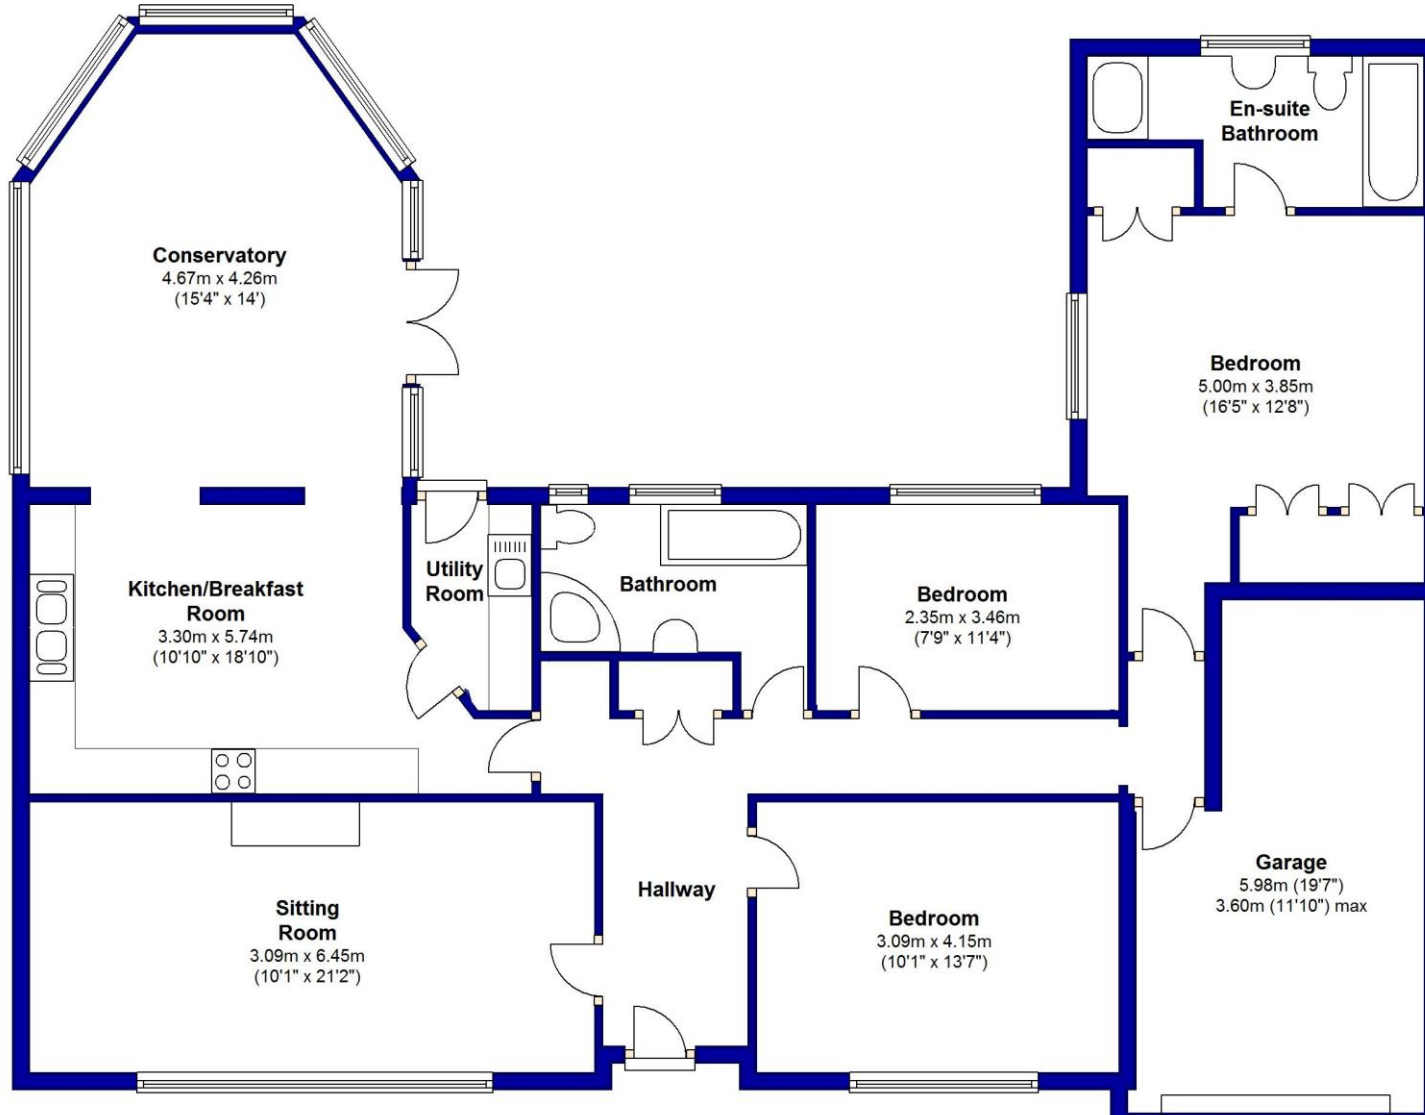 En-suite
Bathroom
Conservatory
4.67m x 4.26m
(15'4" x 14')
Bedroom
5.00m x 3.85m
(16'5" x 12'8")
Kitchen/Breakfast
Room
3.30m x 5.74m
(10'10" x 18'10")
Utility
Room
Bathroom
Bedroom
2.35m x 3.46m
(7'9" x 11'4")
Sitting
Room
3.09m x 6.45m
(10'1" x 21'2")
Hallway
Bedroom
3.09m x 4.15m
(10'1" x 13'7")
Garage
5.98m (19'7")
3.60m (11'10") max